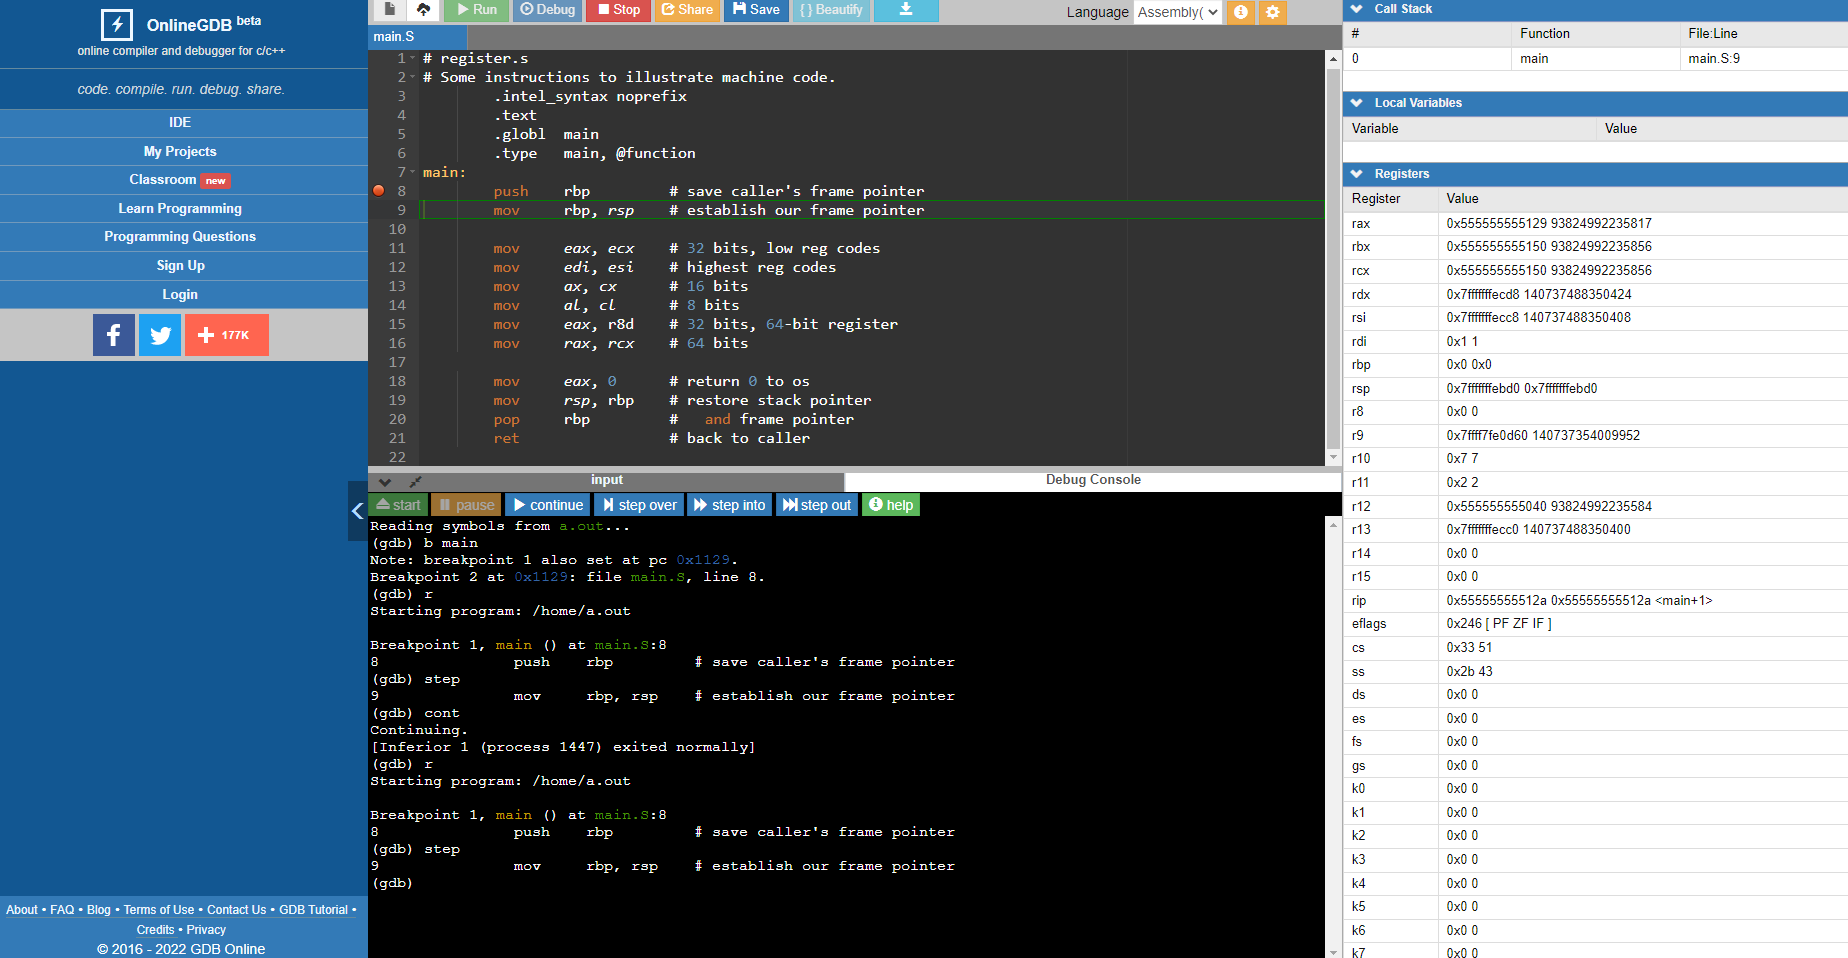 OnlineGDB beta
online compiler and debugger for c/c++
code. compile. run. debug. share.
IDE
My Projects
Classroom new
Learn Programming
Programming Questions
Sign Up
Login
177K
About • FAQ • Blog • Terms of Use • Contact Us • GDB Tutorial •
Credits • Privacy
© 2016 - 2022 GDB Online
Run Debug Stop Share Save { } Beautify
Language Assembly(
main.S
1 # register.s
2 # Some instructions to illustrate machine code.
3 .intel_syntax noprefix
4 .text
5 .globl main
6 .type main, @function
7 main:
8 push rbp # save caller's frame pointer
9 mov rbp, rsp # establish our frame pointer
10
11 mov eax, ecx # 32 bits, low reg codes
12 mov edi, esi # highest reg codes
13 mov ax, cx # 16 bits
14 mov al, cl # 8 bits
15 mov eax, r8d # 32 bits, 64-bit register
16 mov rax, rcx # 64 bits
17
18 mov eax, 0 # return 0 to os
19 mov rsp, rbp # restore stack pointer
20 pop rbp # and frame pointer
21 ret # back to caller
22
input Debug Console
start pause continue step over step into step out help
Reading symbols from a.out...
(gdb) b main
Note: breakpoint 1 also set at pc 0x1129.
Breakpoint 2 at 0x1129: file main.S, line 8.
(gdb) r
Starting program: /home/a.out
Breakpoint 1, main () at main.S:8
8 push rbp # save caller's frame pointer
(gdb) step
9 mov rbp, rsp # establish our frame pointer
(gdb) cont
Continuing.
[Inferior 1 (process 1447) exited normally]
(gdb) r
Starting program: /home/a.out
Breakpoint 1, main () at main.S:8
8 push rbp # save caller's frame pointer
(gdb) step
9 mov rbp, rsp # establish our frame pointer
(gdb)
Call Stack
# Function File:Line
0 main main.S:9
Local Variables
Variable Value
Registers
Register Value
rax 0x555555555129 93824992235817
rbx 0x555555555150 93824992235856
rcx 0x555555555150 93824992235856
rdx 0x7fffffffecd8 140737488350424
rsi 0x7fffffffecc8 140737488350408
rdi 0x1 1
rbp 0x0 0x0
rsp 0x7fffffffebd0 0x7fffffffebd0
r8 0x0 0
r9 0x7ffff7fe0d60 140737354009952
r10 0x7 7
r11 0x2 2
r12 0x555555555040 93824992235584
r13 0x7fffffffecc0 140737488350400
r14 0x0 0
r15 0x0 0
rip 0x55555555512a 0x55555555512a <main+1>
eflags 0x246 [ PF ZF IF ]
cs 0x33 51
ss 0x2b 43
ds 0x0 0
es 0x0 0
fs 0x0 0
gs 0x0 0
k0 0x0 0
k1 0x0 0
k2 0x0 0
k3 0x0 0
k4 0x0 0
k5 0x0 0
k6 0x0 0
k7 0x0 0